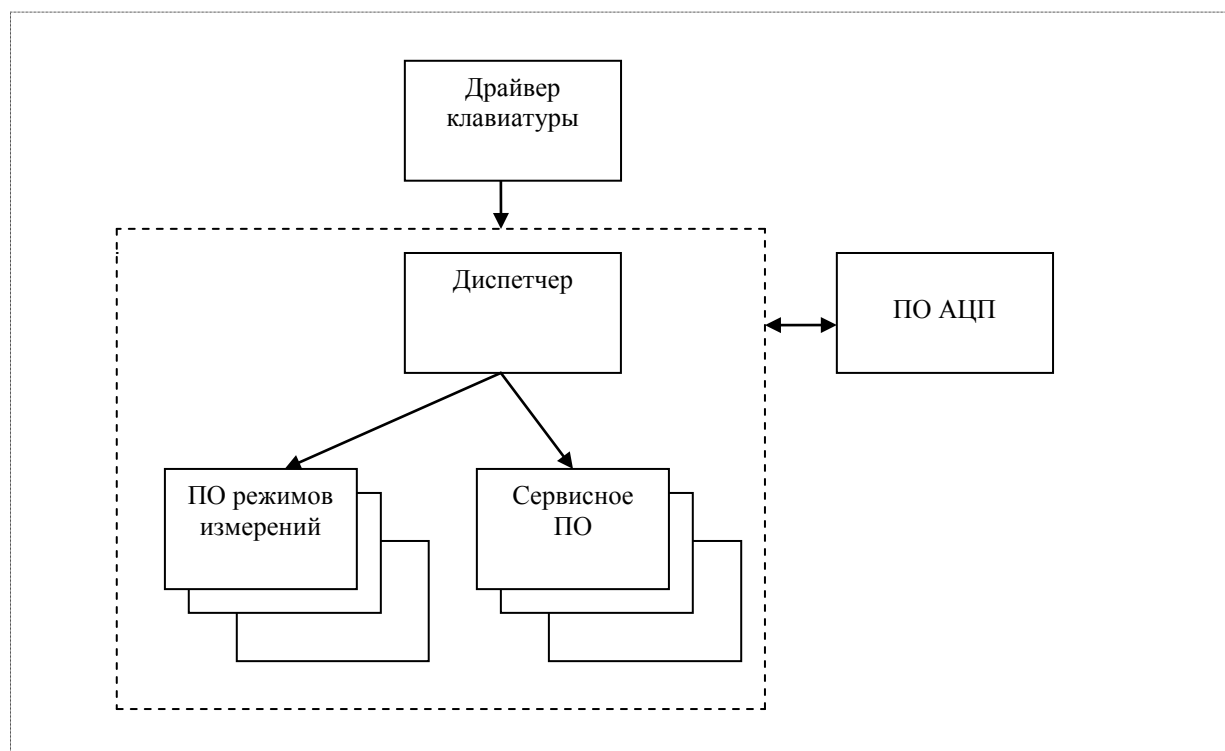 Драйвер
клавиатуры
Диспетчер
ПО АЦП
ПО режимов
измерений
Сервисное
ПО